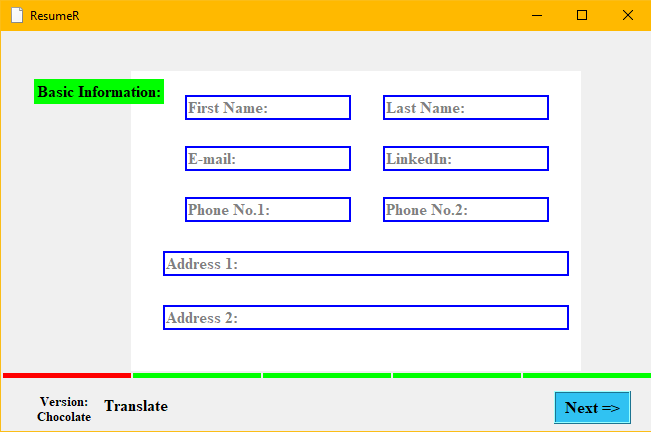 ResumeR
Basic Information:
First Name:
Last Name:
E-mail:
LinkedIn:
Phone No.1:
Phone No.2:
Address 1:
Address 2:
Version:
Chocolate
Translate
Next =>